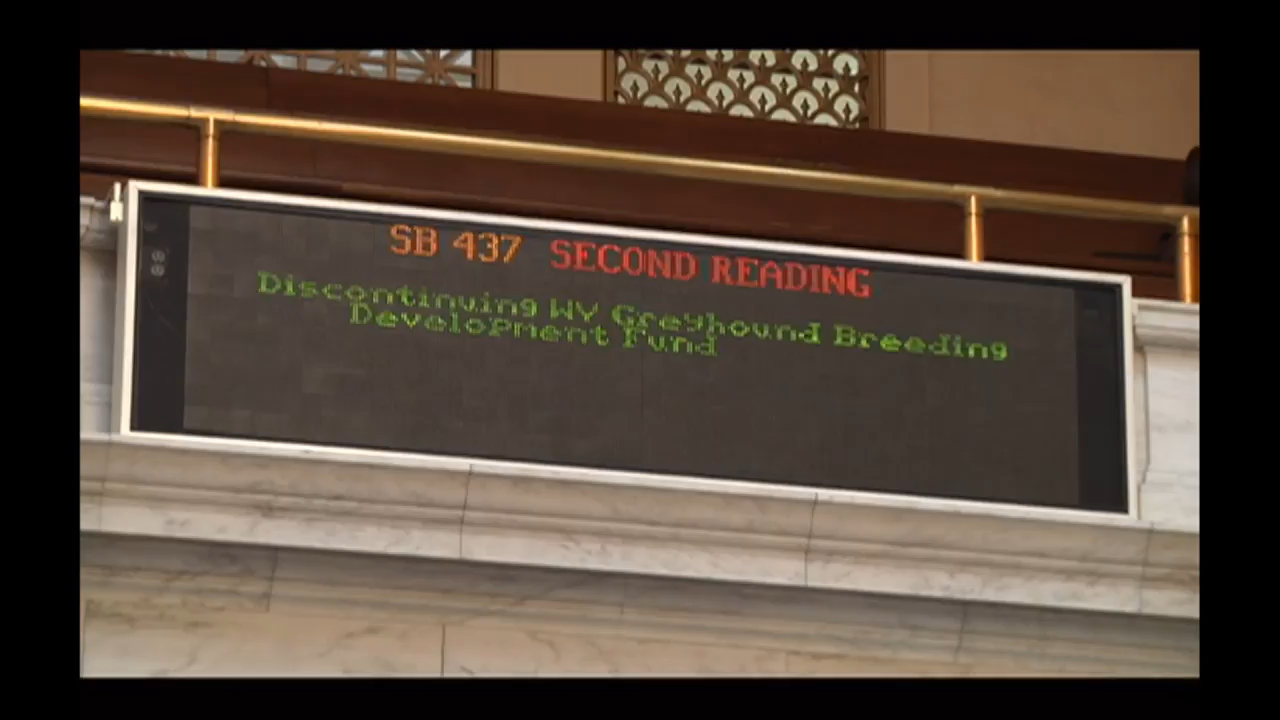 SB 437 SECOND READING
Discontinuing WV Greyhound Breeding
Development Fund